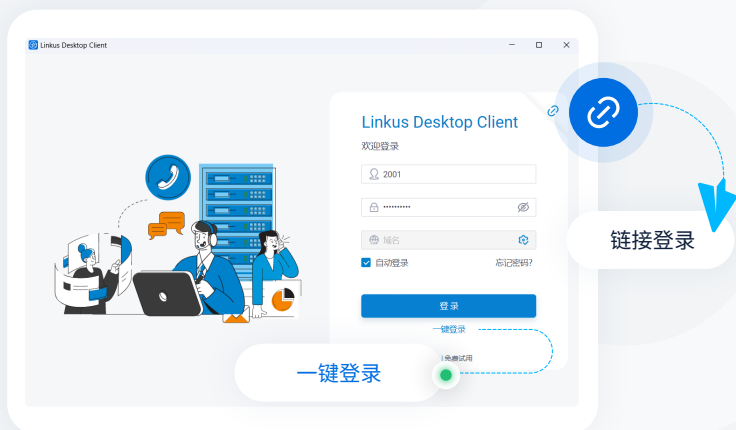 Linkus Desktop Client
Linkus Desktop Client
欢迎登录
2001
域名
自动登录
忘记密码?
登录
一键登录
免费试用
一键登录
链接登录